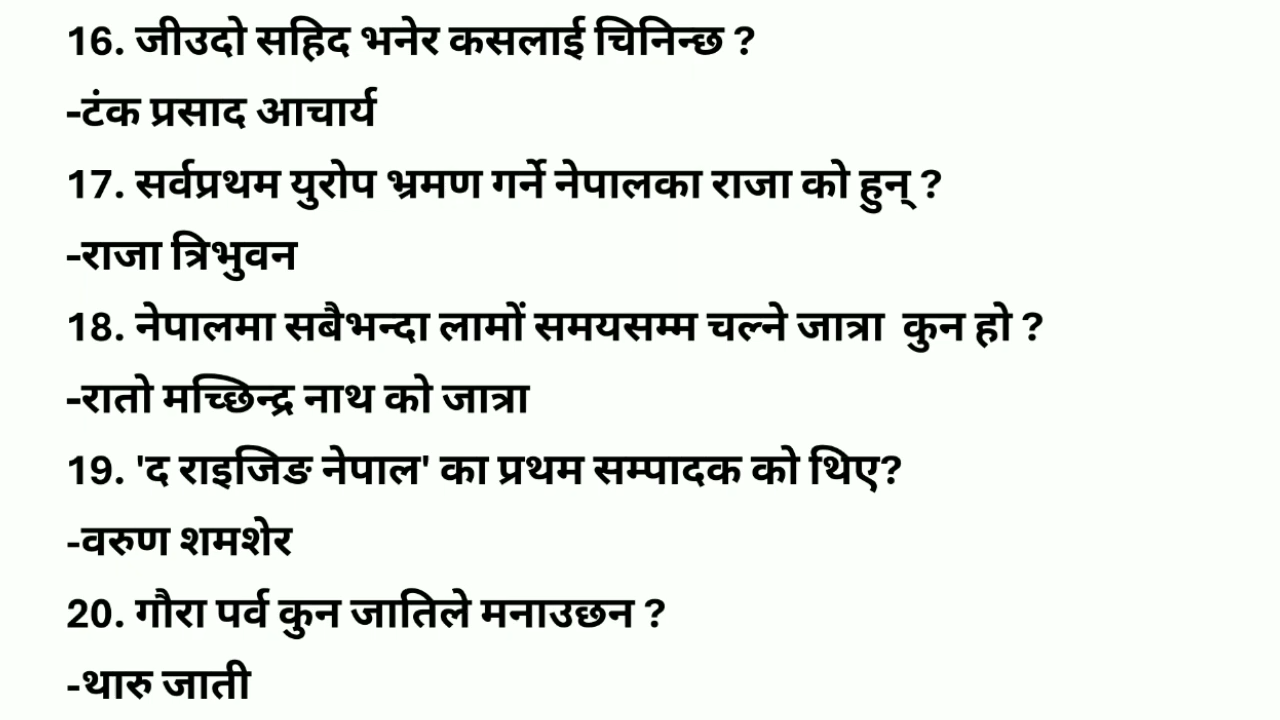 16. जीउदो सहिद भनेर कसलाई चिनिन्छ ?
-टंक प्रसाद आचार्य
17. सर्वप्रथम युरोप भ्रमण गर्ने नेपालका राजा को हुन् ?
-राजा त्रिभुवन
18. नेपालमा सबैभन्दा लामों समयसम्म चल्ने जात्रा  कुन हो ?
-रातो मच्छिन्द्र नाथ को जात्रा
19. 'द राइजिङ नेपाल' का प्रथम सम्पादक को थिए?
-वरुण शमशेर
20. गौरा पर्व कुन जातिले मनाउछन ?
-थारु जाती